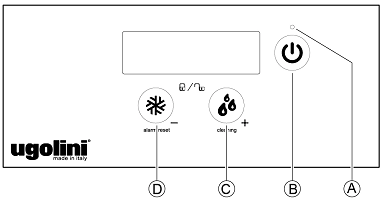 alarm reset
−
cleaning
+
ugolini
made in italy
D
C
B
A